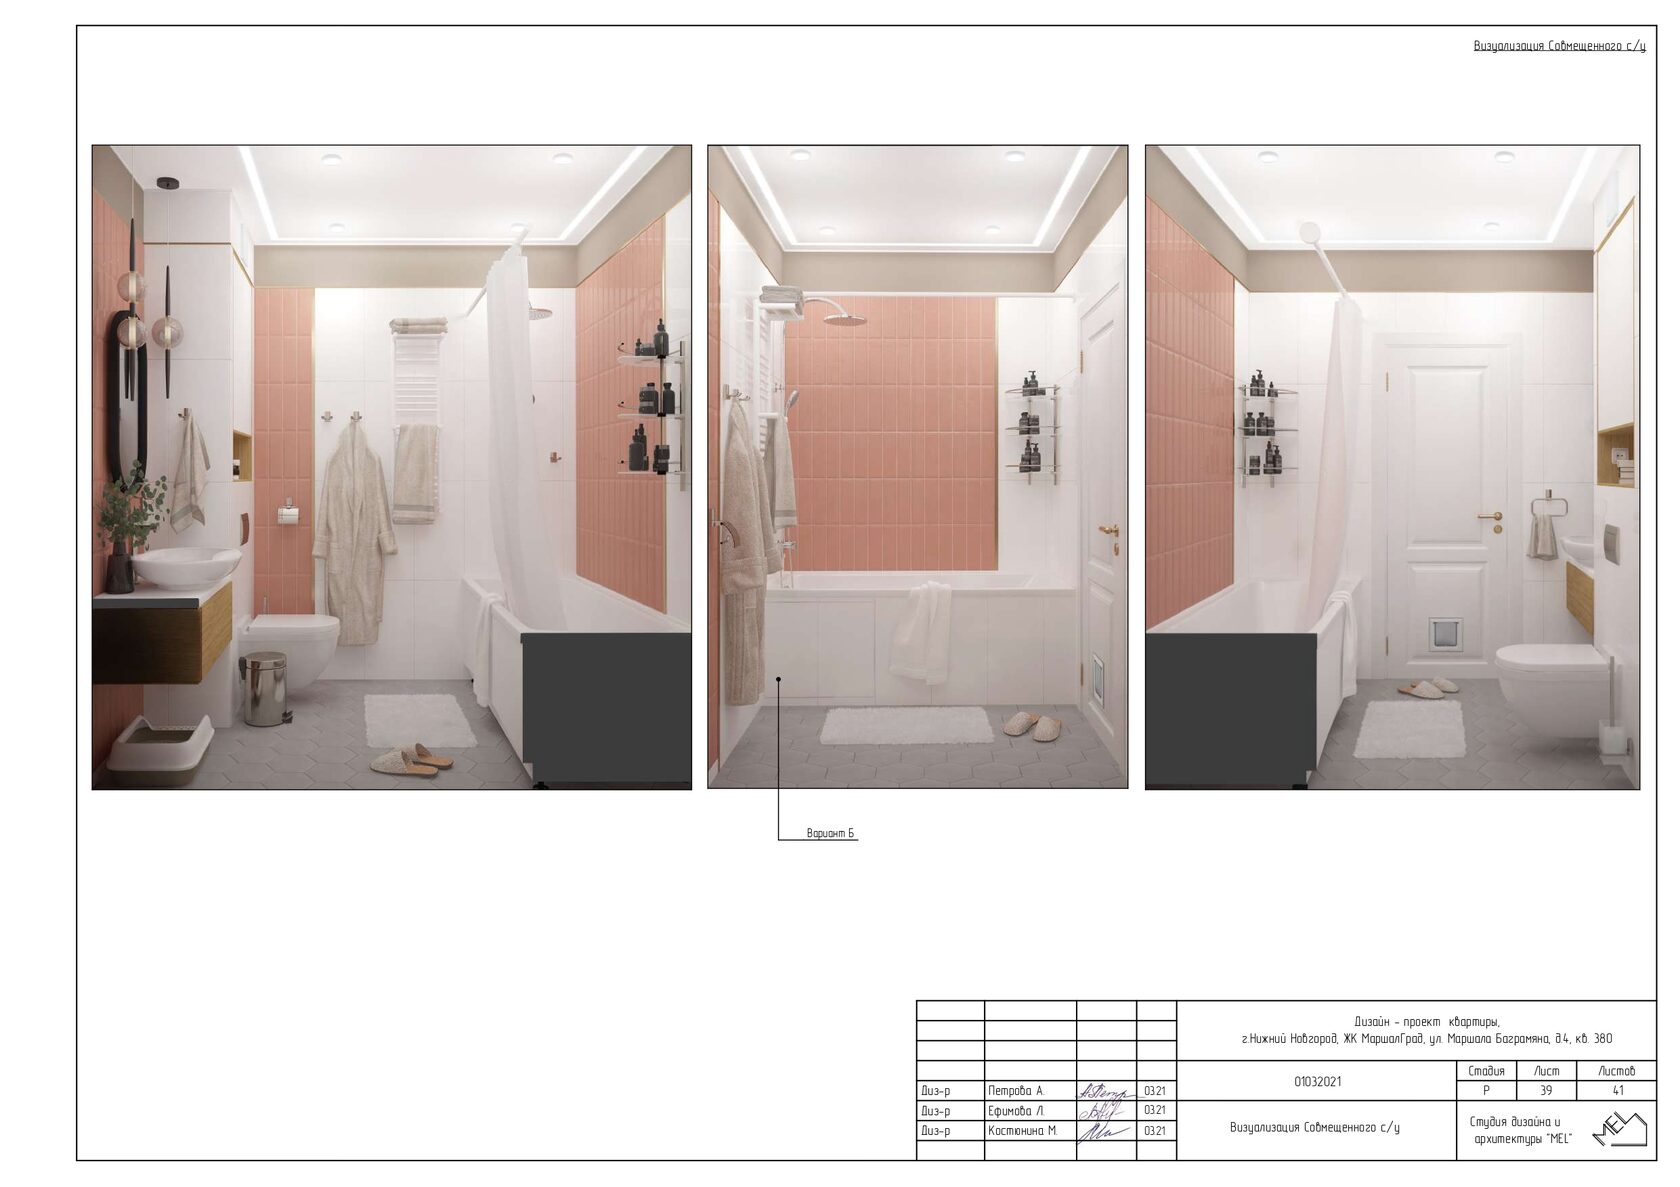 Визуализация Совмещенного с/у
Вариант Б
Дизайн - проект квартиры,
г.Нижний Новгород, ЖК МаршалГрад, ул. Маршала Баграмяна, д.4, кв. 380
01032021
Стадия Лист Листов
Р 39 41
Диз-р Петрова А. 03.21
Диз-р Ефимова Л. 03.21
Диз-р Костюнина М. 03.21
Визуализация Совмещенного с/у
Студия дизайна и
архитектуры "MEL"
MEL